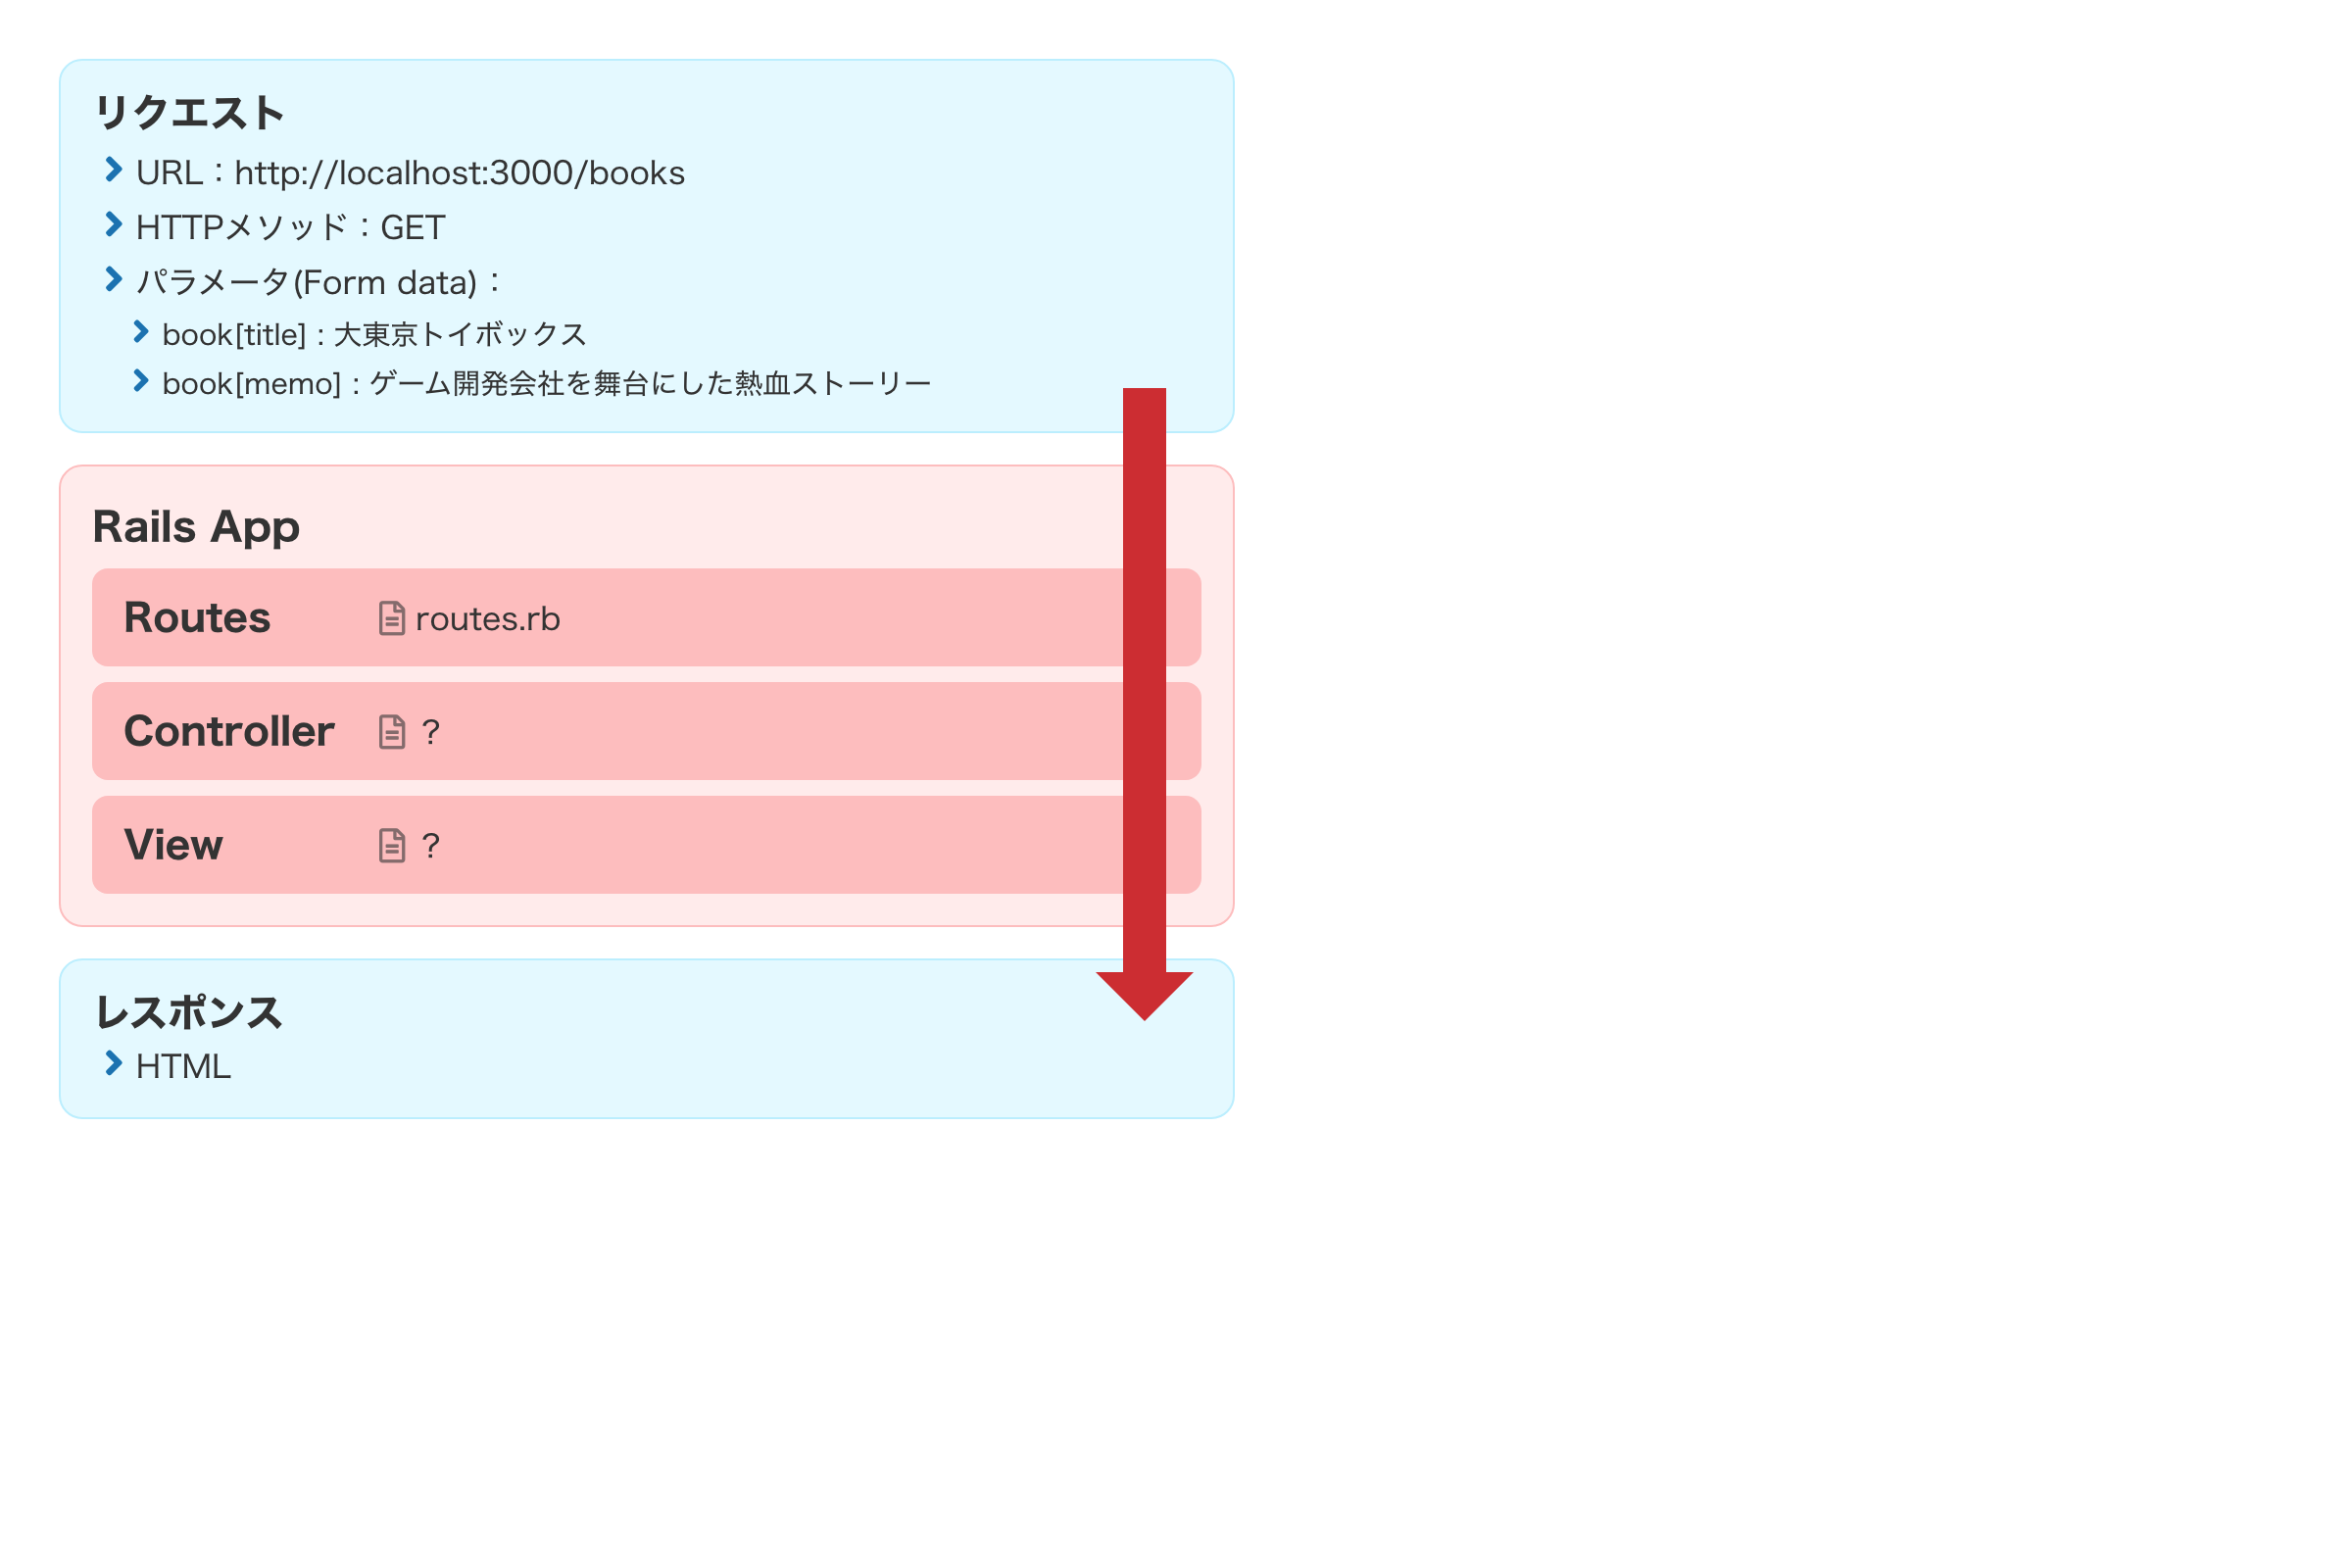 リクエスト
URL：http://localhost:3000/books
HTTPメソッド：GET
パラメータ(Form data)：
book[title] : 大東京トイボックス
book[memo] : ゲーム開発会社を舞台にした熱血ストーリー
Rails App
Routes routes.rb
Controller ？
View ？
レスポンス
HTML